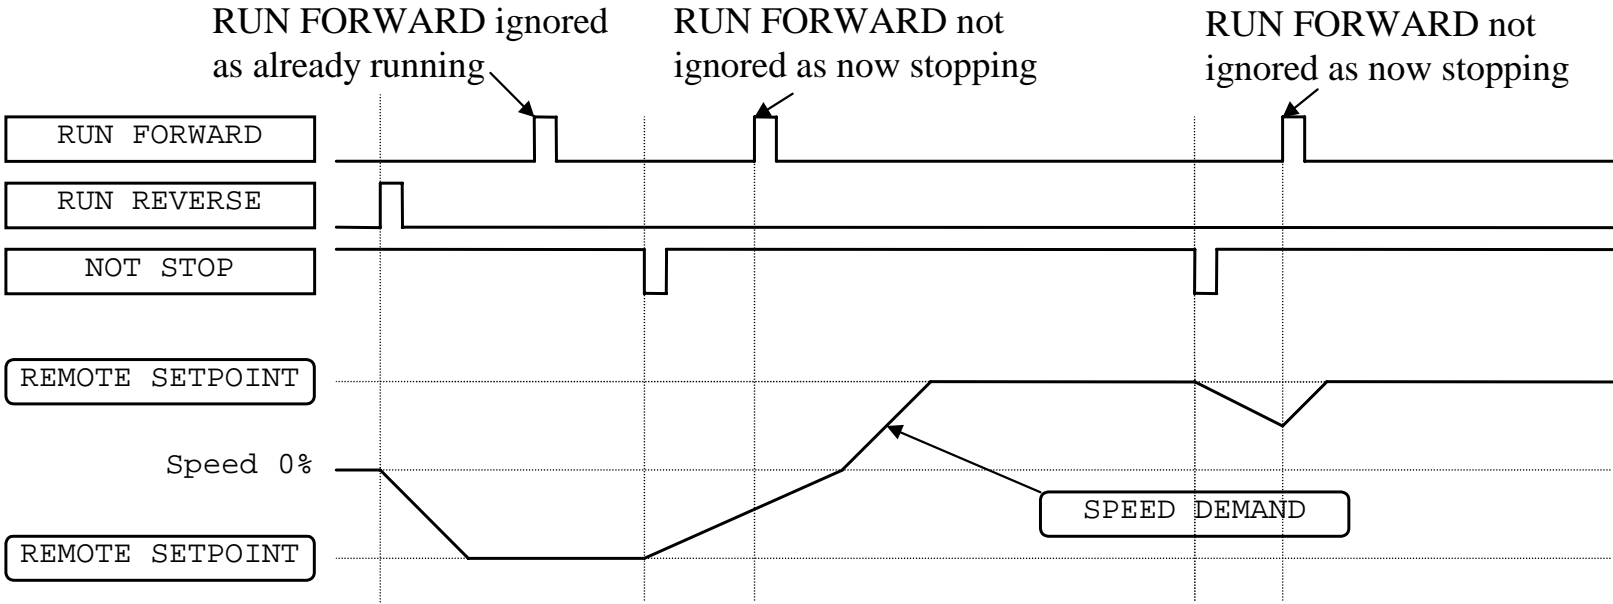 RUN FORWARD ignored
as already running
RUN FORWARD not
ignored as now stopping
RUN FORWARD not
ignored as now stopping
RUN FORWARD
RUN REVERSE
NOT STOP
REMOTE SETPOINT
Speed 0%
SPEED DEMAND
REMOTE SETPOINT